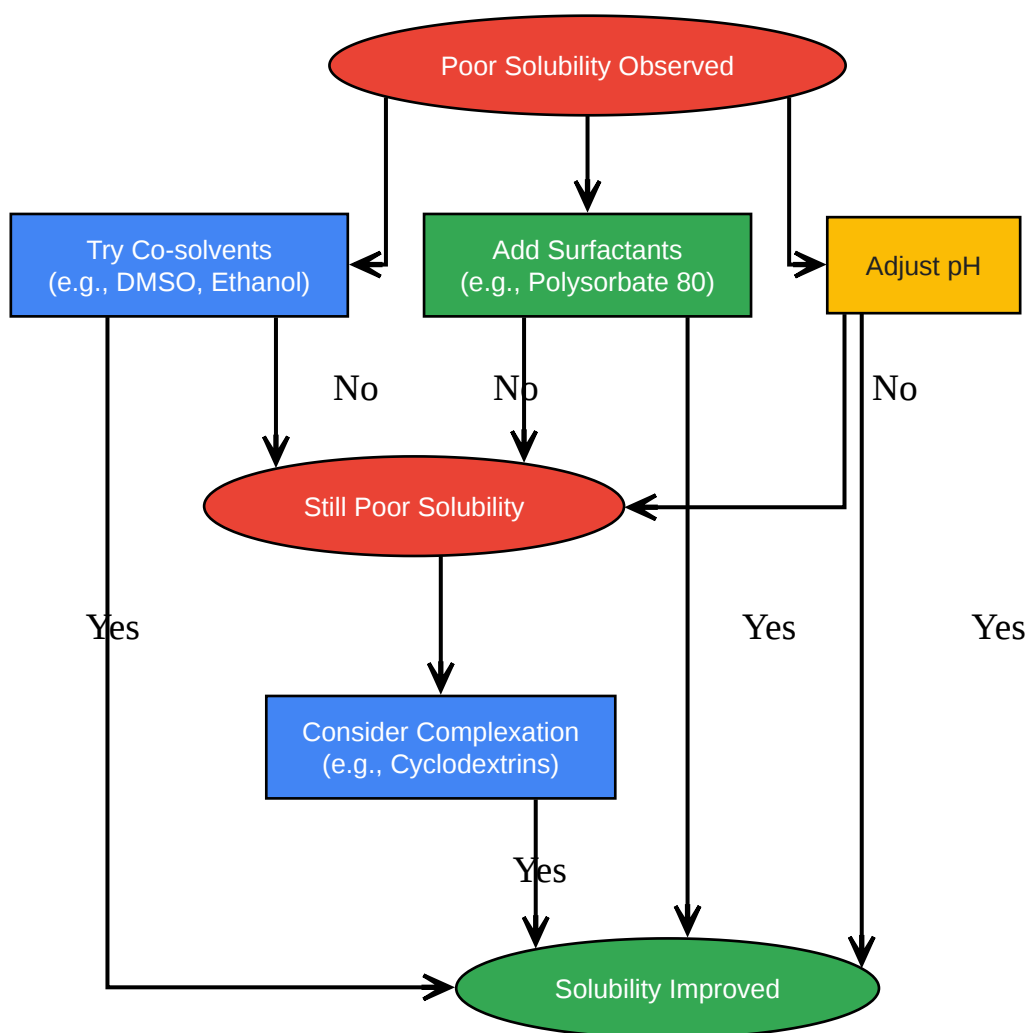 Poor Solubility Observed
Try Co-solvents
(e.g., DMSO, Ethanol)
Add Surfactants
(e.g., Polysorbate 80)
Adjust pH
No
No
No
Still Poor Solubility
Yes
Yes
Yes
Consider Complexation
(e.g., Cyclodextrins)
Yes
Solubility Improved